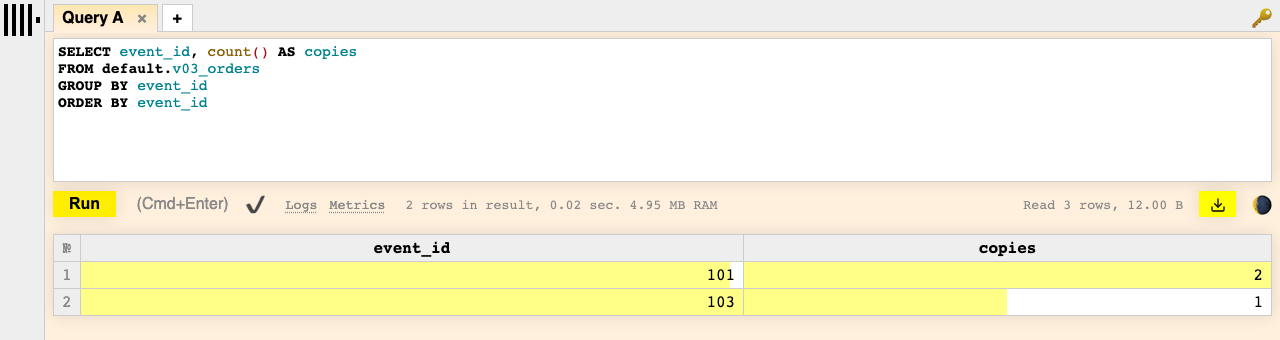 Query A × +
SELECT event_id, count() AS copies
FROM default.v03_orders
GROUP BY event_id
ORDER BY event_id
Run (Cmd+Enter) ✔ Logs Metrics 2 rows in result, 0.02 sec. 4.95 MB RAM Read 3 rows, 12.00 B
№ event_id copies
1 101 2
2 103 1